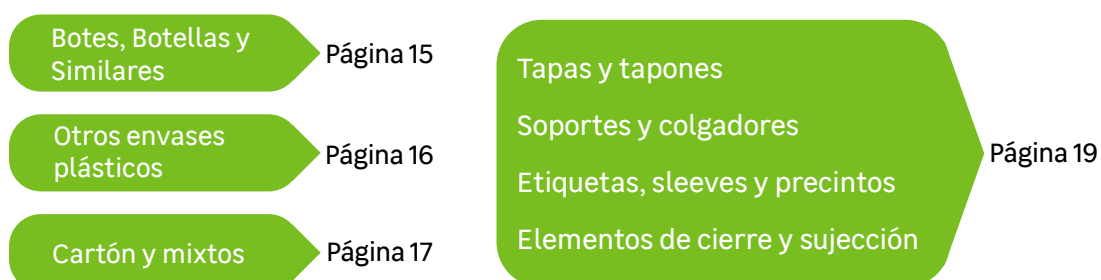 Botes, Botellas y
Similares
Página 15
Otros envases
plásticos
Página 16
Cartón y mixtos
Página 17
Tapas y tapones
Soportes y colgadores
Etiquetas, sleeves y precintos
Elementos de cierre y sujección
Página 19